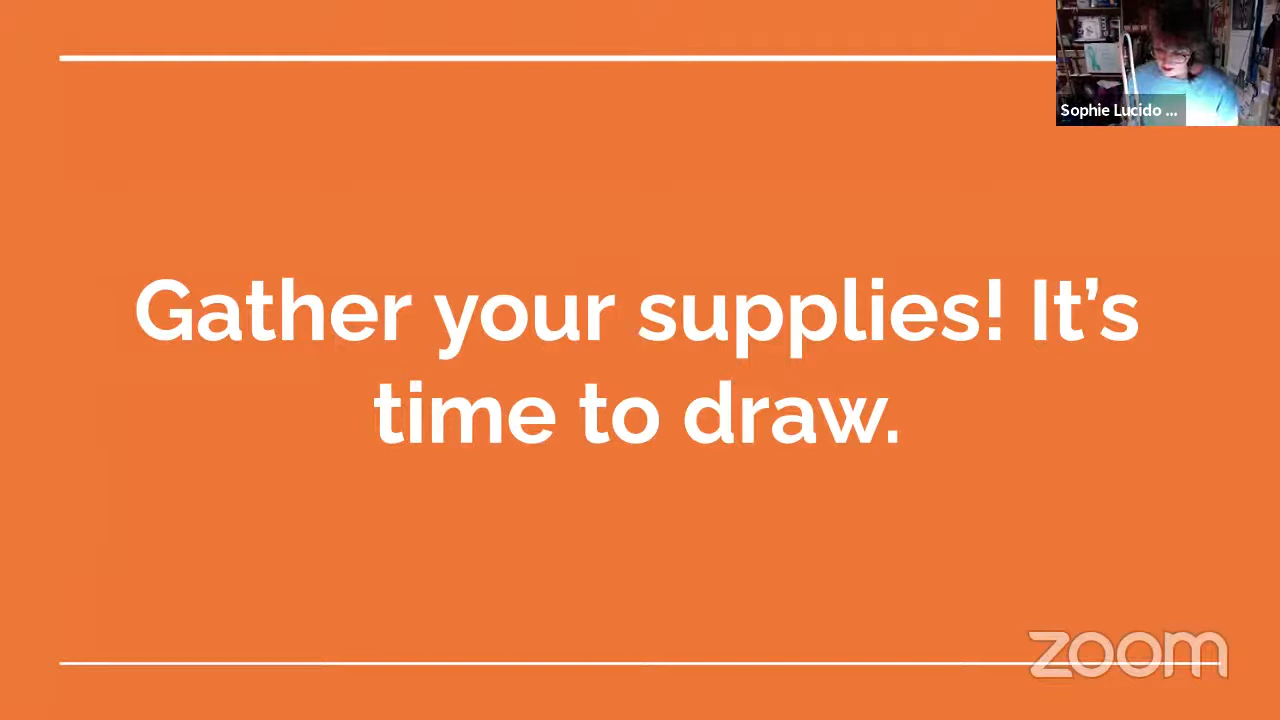 Sophie Lucido ...
Gather your supplies! It’s
time to draw.
zoom